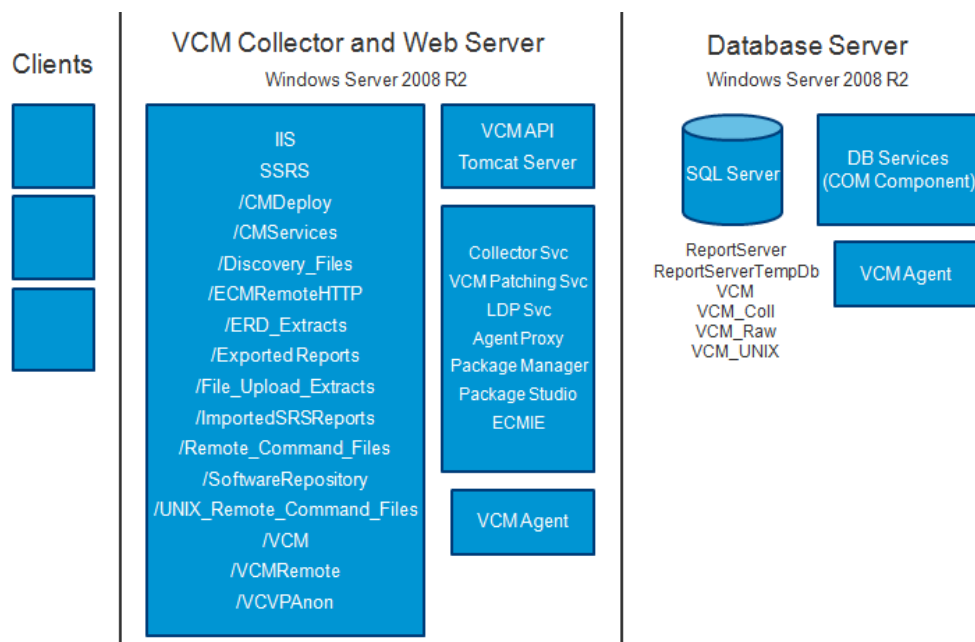 Clients
VCM Collector and Web Server
Windows Server 2008 R2
IIS
SSRS
/CMDeploy
/CMServices
/Discovery_Files
/ECMRemoteHTTP
/ERD_Extracts
/Exported Reports
/File_Upload_Extracts
/ImportedSRSReports
/Remote_Command_Files
/SoftwareRepository
/UNIX_Remote_Command_Files
/VCM
/VCMRemote
/VCVPAnon
VCM API
Tomcat Server
Collector Svc
VCM Patching Svc
LDP Svc
Agent Proxy
Package Manager
Package Studio
ECMIE
VCM Agent
Database Server
Windows Server 2008 R2
SQL Server
DB Services
(COM Component)
ReportServer
ReportServerTempDb
VCM
VCM_Coll
VCM_Raw
VCM_UNIX
VCM Agent